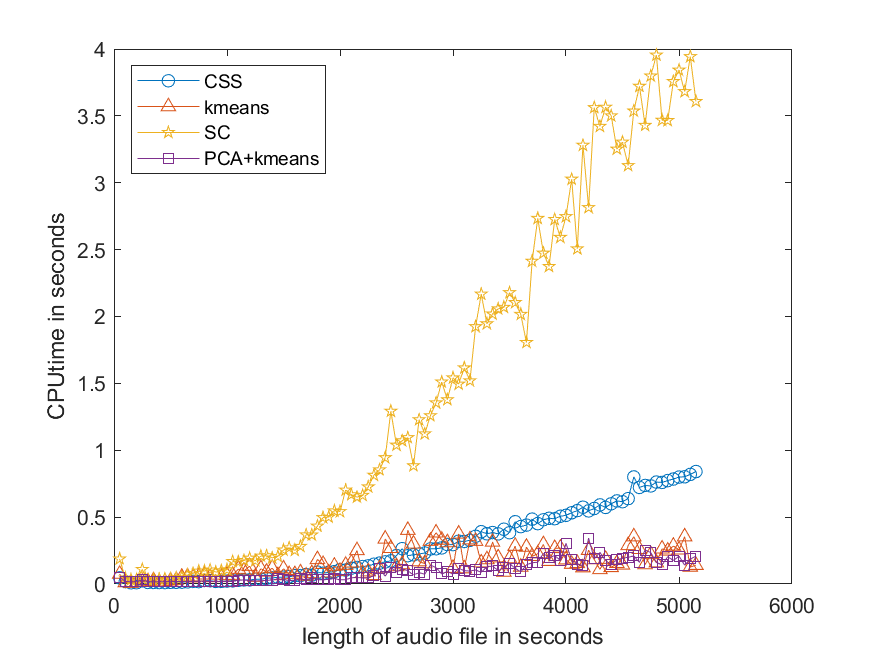 4
3.5
3
2.5
2
1.5
1
0.5
0
CSS
kmeans
SC
PCA+kmeans
CPUtime in seconds
0 1000 2000 3000 4000 5000 6000
length of audio file in seconds